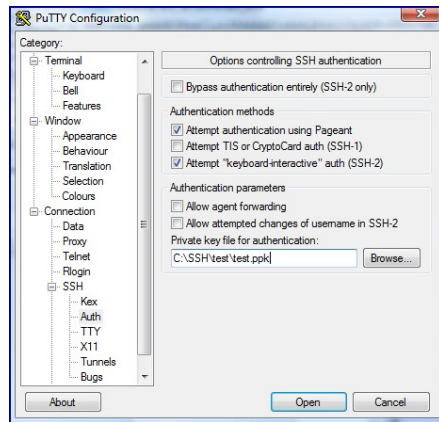 PuTTY Configuration
Category:
Terminal
Keyboard
Bell
Features
Window
Appearance
Behaviour
Translation
Selection
Colours
Connection
Data
Proxy
Telnet
Rlogin
SSH
Kex
Auth
TTY
X11
Tunnels
Bugs
Options controlling SSH authentication
Bypass authentication entirely (SSH-2 only)
Authentication methods
Attempt authentication using Pageant
Attempt TIS or CryptoCard auth (SSH-1)
Attempt "keyboard-interactive" auth (SSH-2)
Authentication parameters
Allow agent forwarding
Allow attempted changes of username in SSH-2
Private key file for authentication:
C:\SSH\test\test.ppk
Browse...
About
Open
Cancel